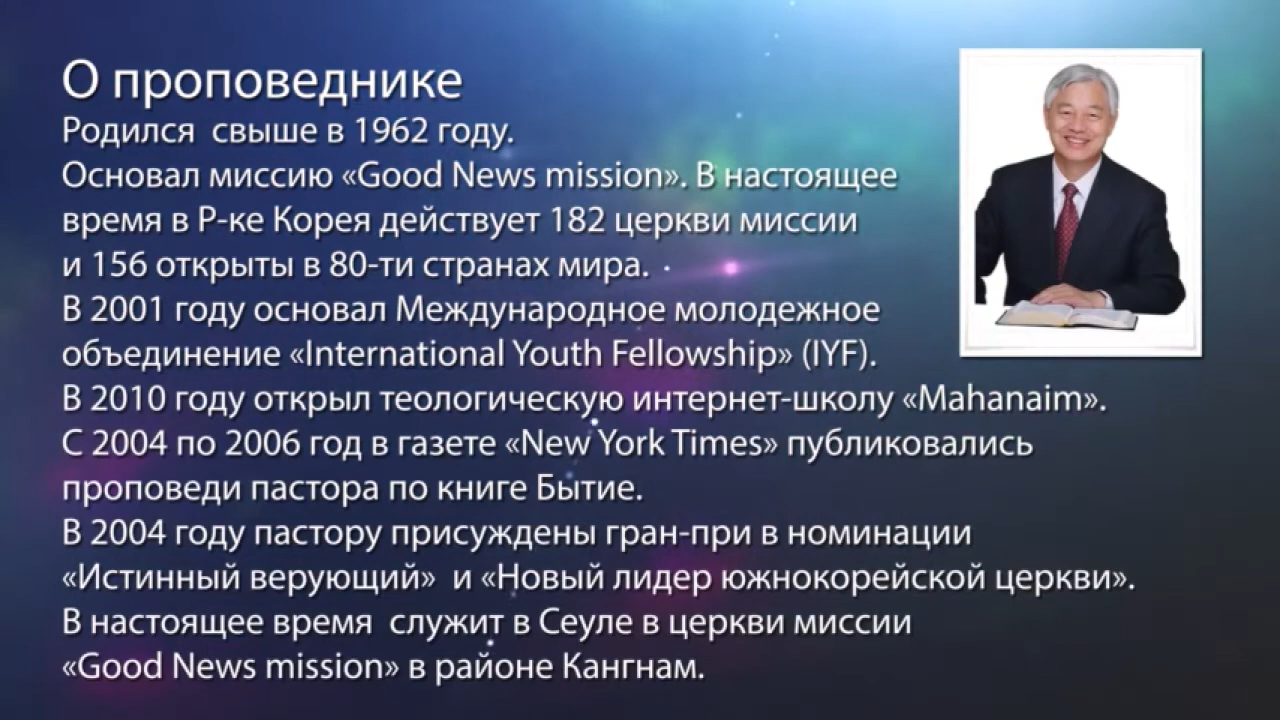 О проповеднике
Родился свыше в 1962 году.
Основал миссию «Good News mission». В настоящее
время в Р-ке Корея действует 182 церкви миссии
и 156 открыты в 80-ти странах мира.
В 2001 году основал Международное молодежное
объединение «International Youth Fellowship» (IYF).
В 2010 году открыл теологическую интернет-школу «Mahanaim».
С 2004 по 2006 год в газете «New York Times» публиковались
проповеди пастора по книге Бытие.
В 2004 году пастору присуждены гран-при в номинации
«Истинный верующий» и «Новый лидер южнокорейской церкви».
В настоящее время служит в Сеуле в церкви миссии
«Good News mission» в районе Кангнам.